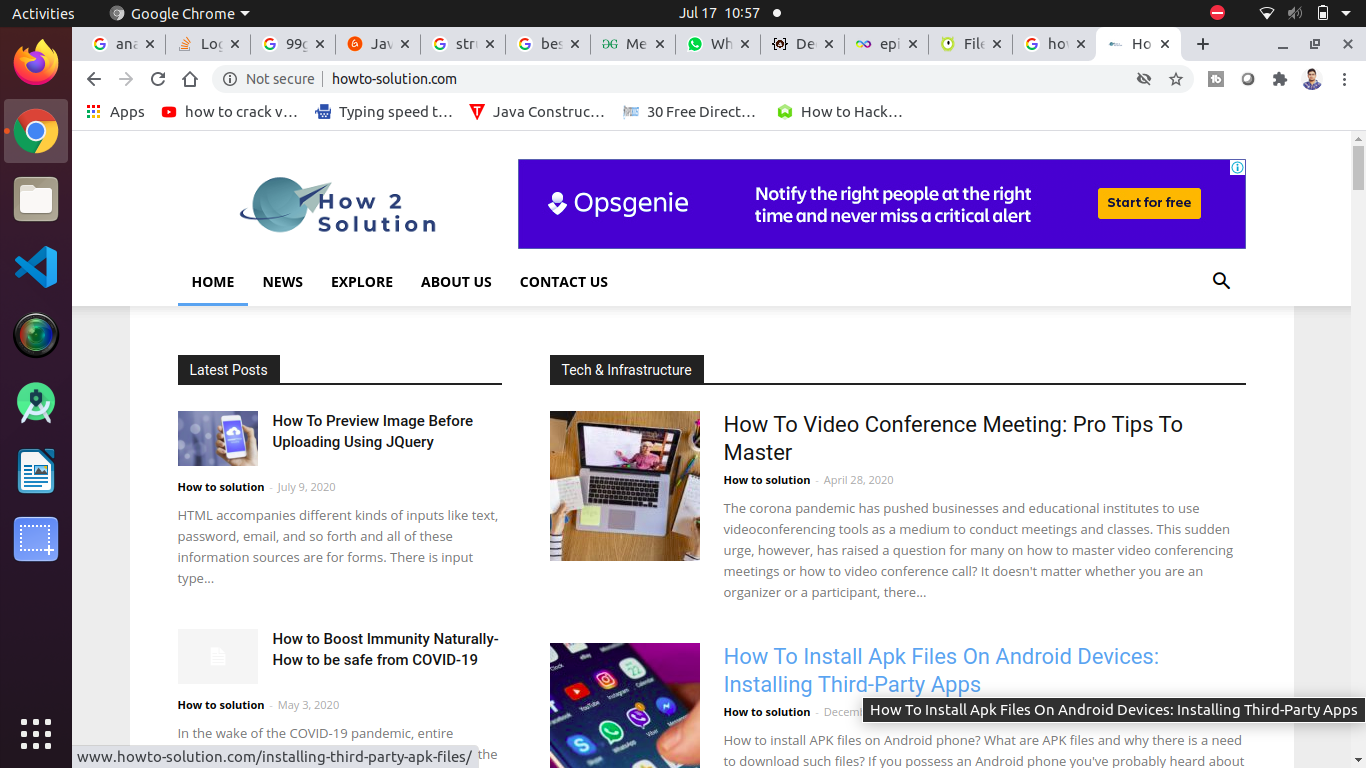 Activities
Google Chrome
Jul 17 10:57
ana
Log
99g
Jav
stru
bes
Me
Wh
De
epi
File
how
Ho
Not secure
howto-solution.com
Apps
how to crack v…
Typing speed t…
Java Construc…
30 Free Direct…
How to Hack…
How 2
Solution
Opsgenie
Notify the right people at the right
time and never miss a critical alert
Start for free
HOME
NEWS
EXPLORE
ABOUT US
CONTACT US
Latest Posts
How To Preview Image Before
Uploading Using JQuery
How to solution - July 9, 2020
HTML accompanies different kinds of inputs like text,
password, email, and so forth and all of these
information sources are for forms. There is input
type...
How to Boost Immunity Naturally-
How to be safe from COVID-19
How to solution - May 3, 2020
In the wake of the COVID-19 pandemic, entire
the
Tech & Infrastructure
How To Video Conference Meeting: Pro Tips To
Master
How to solution - April 28, 2020
The corona pandemic has pushed businesses and educational institutes to use
videoconferencing tools as a medium to conduct meetings and classes. This sudden
urge, however, has raised a question for many on how to master video conferencing
meetings or how to video conference call? It doesn't matter whether you are an
organizer or a participant, there...
How To Install Apk Files On Android Devices:
Installing Third-Party Apps
How to solution - Decem
How To Install Apk Files On Android Devices: Installing Third-Party Apps
How to install APK files on Android phone? What are APK files and why there is a need
to download such files? If you possess an Android phone you've probably heard about
www.howto-solution.com/installing-third-party-apk-files/